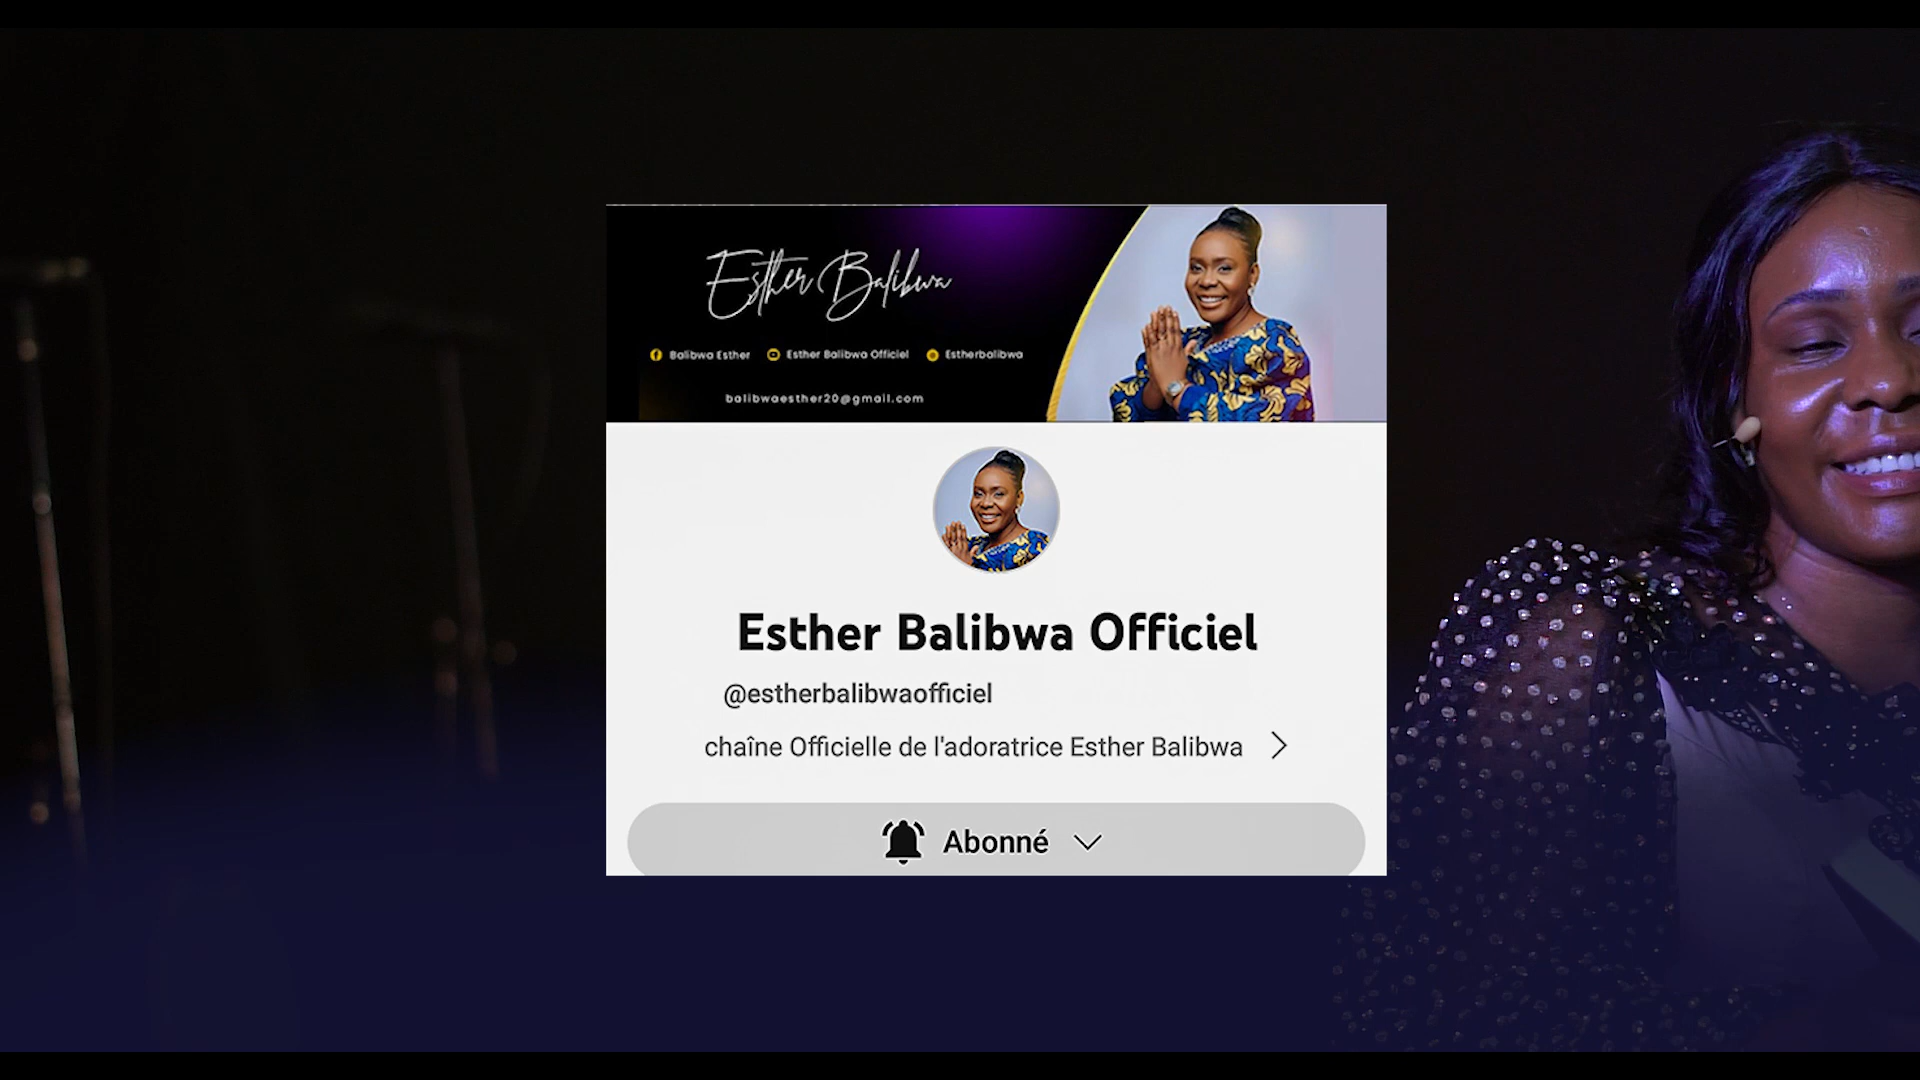 Esther Balibwa
Balibwa Esther Esther Balibwa Officiel Estherbalibwa
balibwaesther20@gmail.com
Esther Balibwa Officiel
@estherbalibwaofficiel
chaîne Officielle de l'adoratrice Esther Balibwa
Abonné